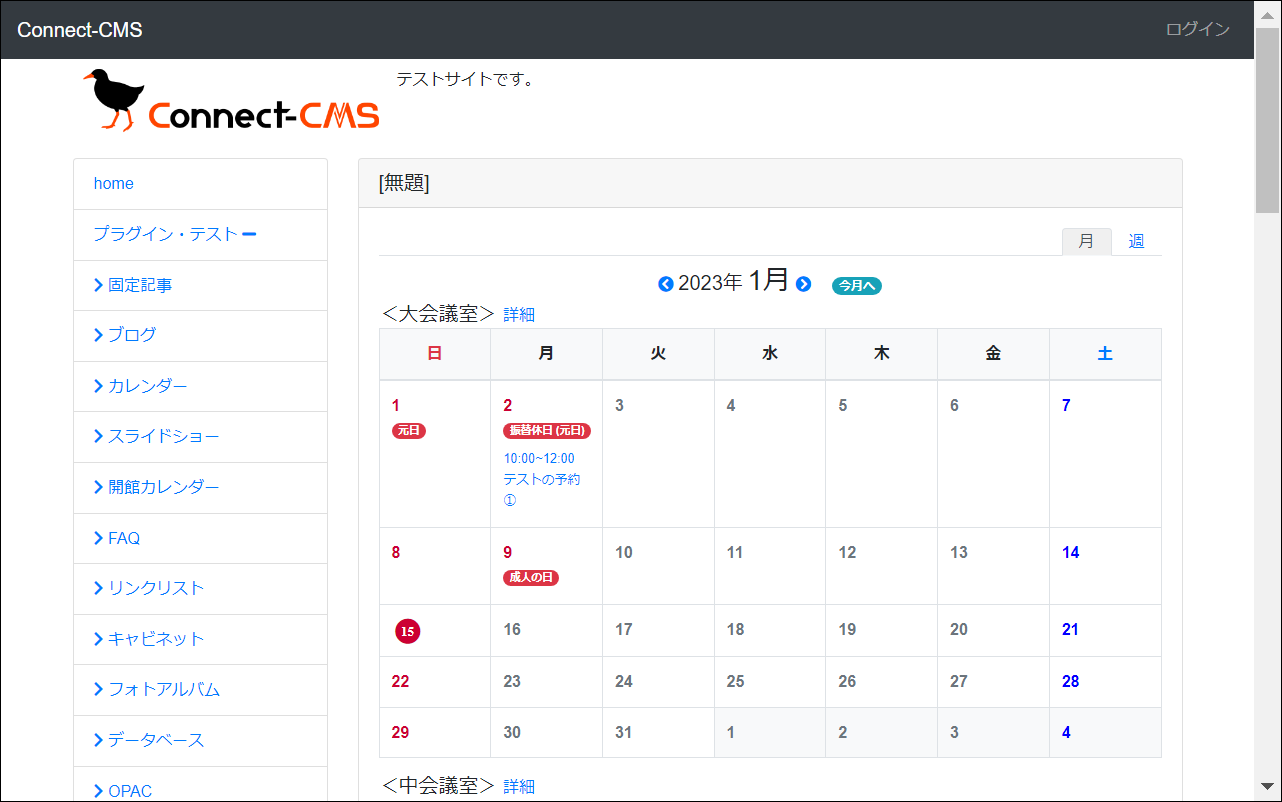 Connect-CMS
ログイン
Connect-CMS
テストサイトです。
home
プラグイン・テスト
固定記事
ブログ
カレンダー
スライドショー
開館カレンダー
FAQ
リンクリスト
キャビネット
フォトアルバム
データベース
OPAC
[無題]
月 週
2023年 1月 今月へ
＜大会議室＞ 詳細
日 月 火 水 木 金 土
1 2 3 4 5 6 7
元日 振替休日 (元日)
10:00~12:00
テストの予約
①
8 9 10 11 12 13 14
成人の日
15 16 17 18 19 20 21
22 23 24 25 26 27 28
29 30 31 1 2 3 4
＜中会議室＞ 詳細